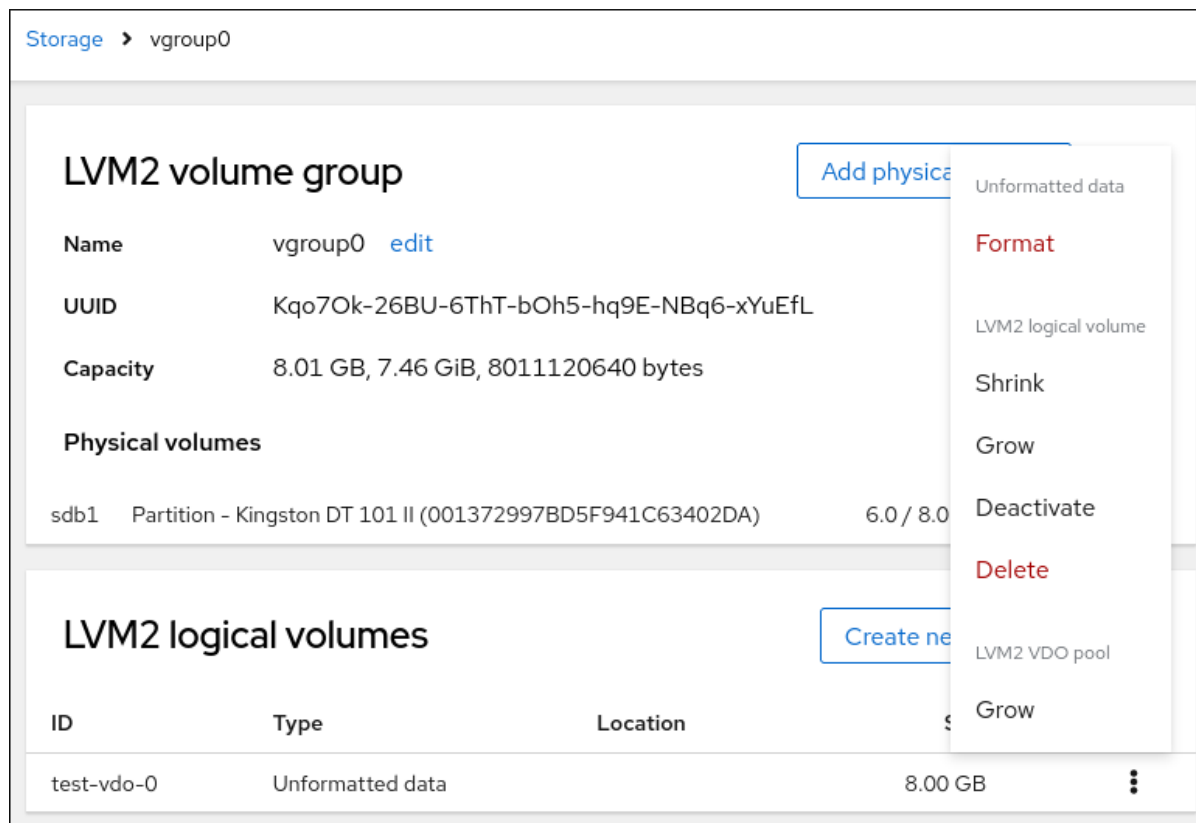 Storage > vgroup0
LVM2 volume group
Add physica
Name vgroup0 edit
UUID Kqo7Ok-26BU-6ThT-bOh5-hq9E-NBq6-xYuEfL
Capacity 8.01 GB, 7.46 GiB, 8011120640 bytes
Physical volumes
sdb1 Partition - Kingston DT 101 II (001372997BD5F941C63402DA) 6.0 / 8.0
Unformatted data
Format
LVM2 logical volume
Shrink
Grow
Deactivate
Delete
LVM2 VDO pool
Grow
LVM2 logical volumes
Create ne
ID Type Location
test-vdo-0 Unformatted data 8.00 GB